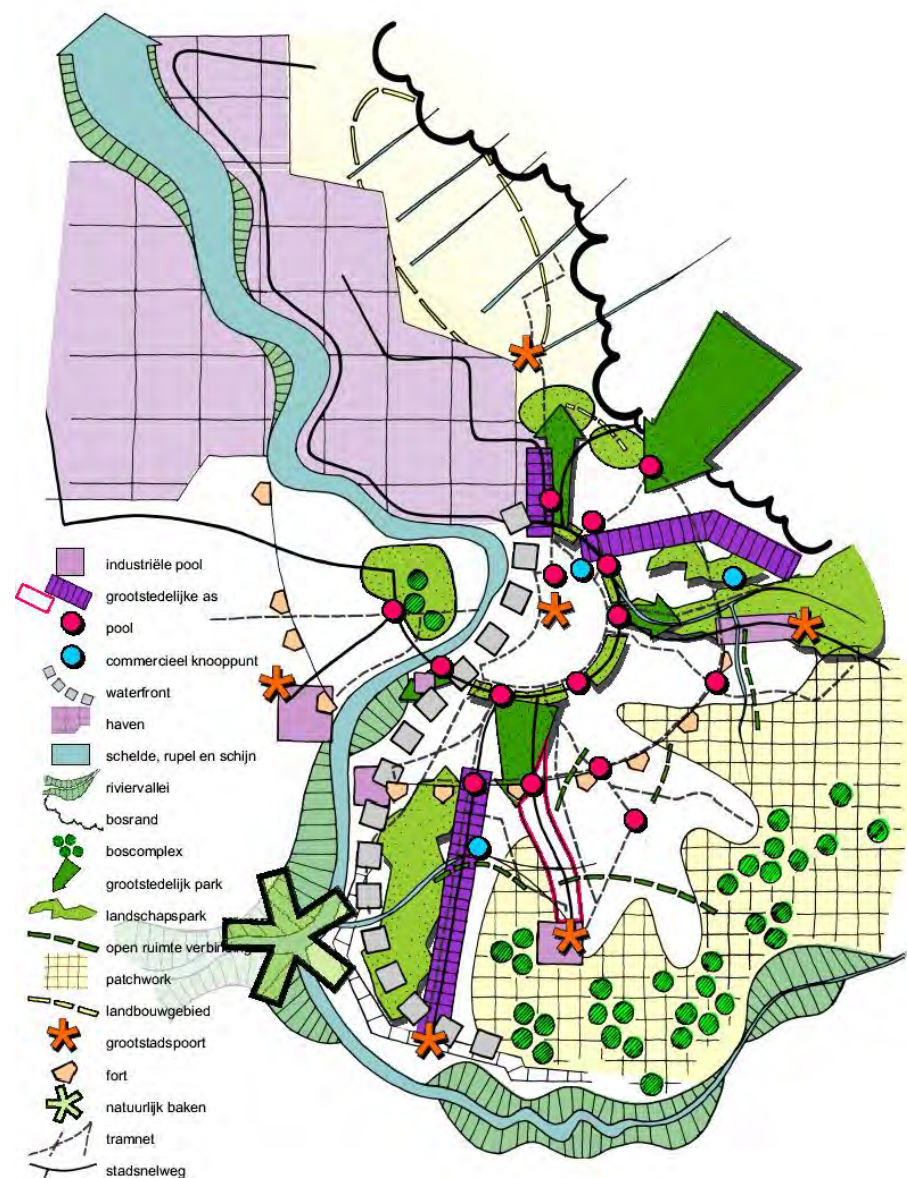 industriële pool
grootstedelijke as
pool
commercieel knooppunt
waterfront
haven
schelde, rupel en schijn
riviervallei
bosrand
boscomplex
grootstedelijk park
landschapspark
open ruimte verbinding
patchwork
landbouwgebied
grootstadspoort
fort
natuurlijk baken
tramnet
stadsnelweg